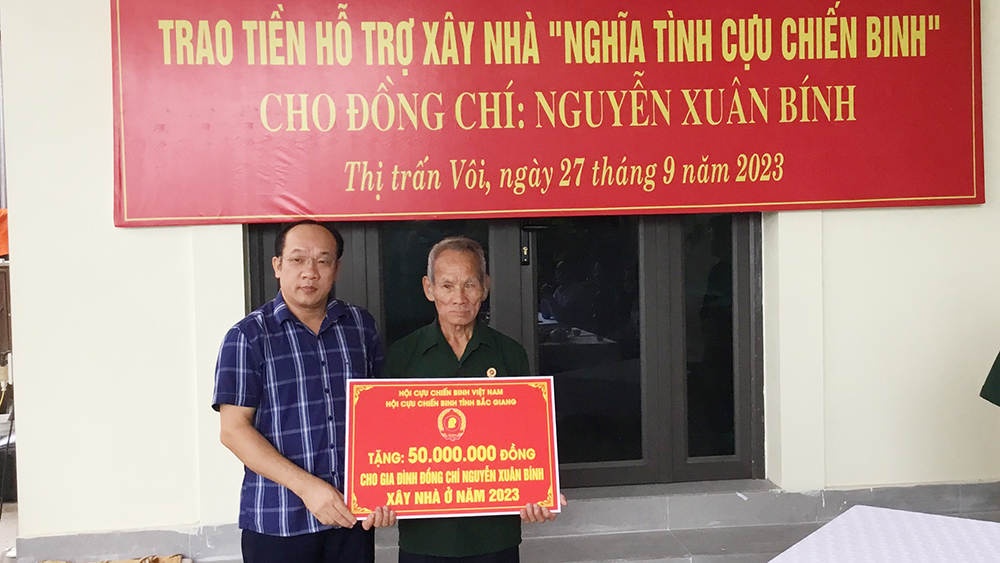 TRAO TIỀN HỖ TRỢ XÂY NHÀ "NGHĨA TÌNH CỰU CHIẾN BINH"
CHO ĐỒNG CHÍ: NGUYỄN XUÂN BÍNH
Thị trấn Vôi, ngày 27 tháng 9 năm 2023
HỘI CỰU CHIẾN BINH VIỆT NAM
HỘI CỰU CHIẾN BINH TỈNH BẮC GIANG
TẶNG: 50.000.000 ĐỒNG
CHO GIA ĐÌNH ĐỒNG CHÍ NGUYỄN XUÂN BÍNH
XÂY NHÀ Ở NĂM 2023